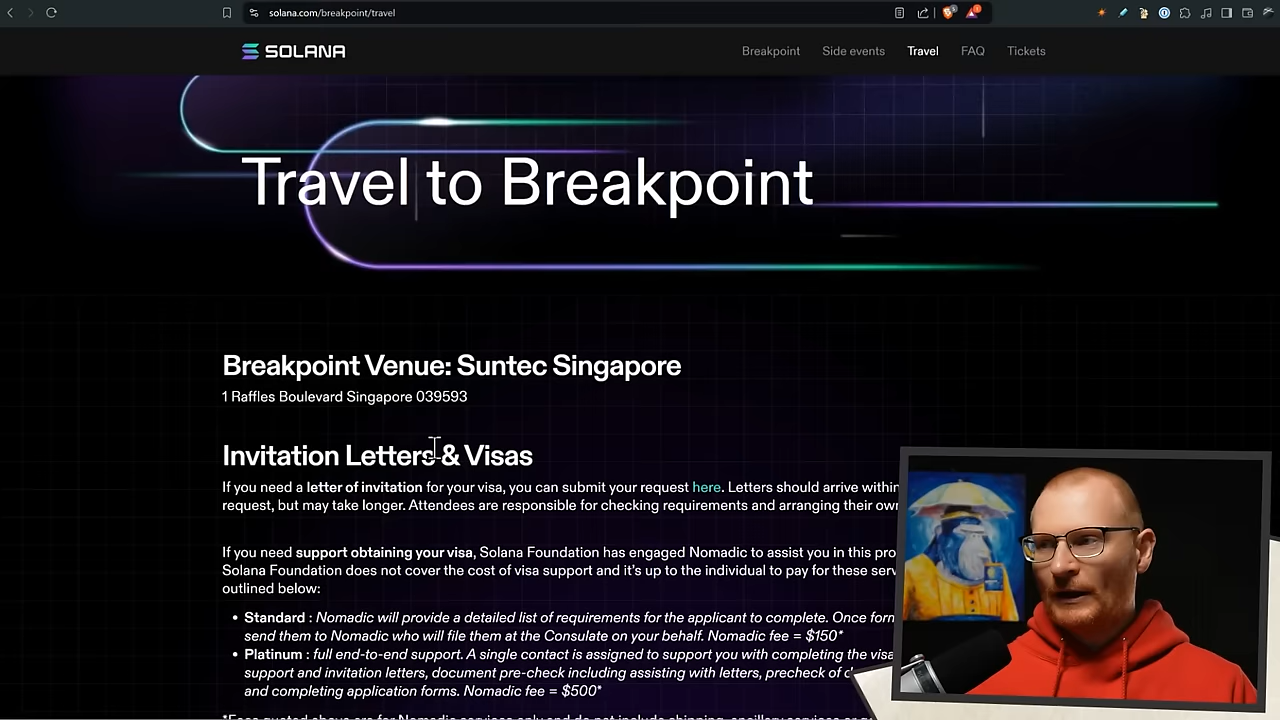 solana.com/breakpoint/travel
SOLANA
Breakpoint Side events Travel FAQ Tickets
Travel to Breakpoint
Breakpoint Venue: Suntec Singapore
1 Raffles Boulevard Singapore 039593
Invitation Letters & Visas
If you need a letter of invitation for your visa, you can submit your request here. Letters should arrive within
request, but may take longer. Attendees are responsible for checking requirements and arranging their own
If you need support obtaining your visa, Solana Foundation has engaged Nomadic to assist you in this pro
Solana Foundation does not cover the cost of visa support and it's up to the individual to pay for these serv
outlined below:
• Standard : Nomadic will provide a detailed list of requirements for the applicant to complete. Once form
send them to Nomadic who will file them at the Consulate on your behalf. Nomadic fee = $150*
• Platinum : full end-to-end support. A single contact is assigned to support you with completing the visa
support and invitation letters, document pre-check including assisting with letters, precheck of d
and completing application forms. Nomadic fee = $500*